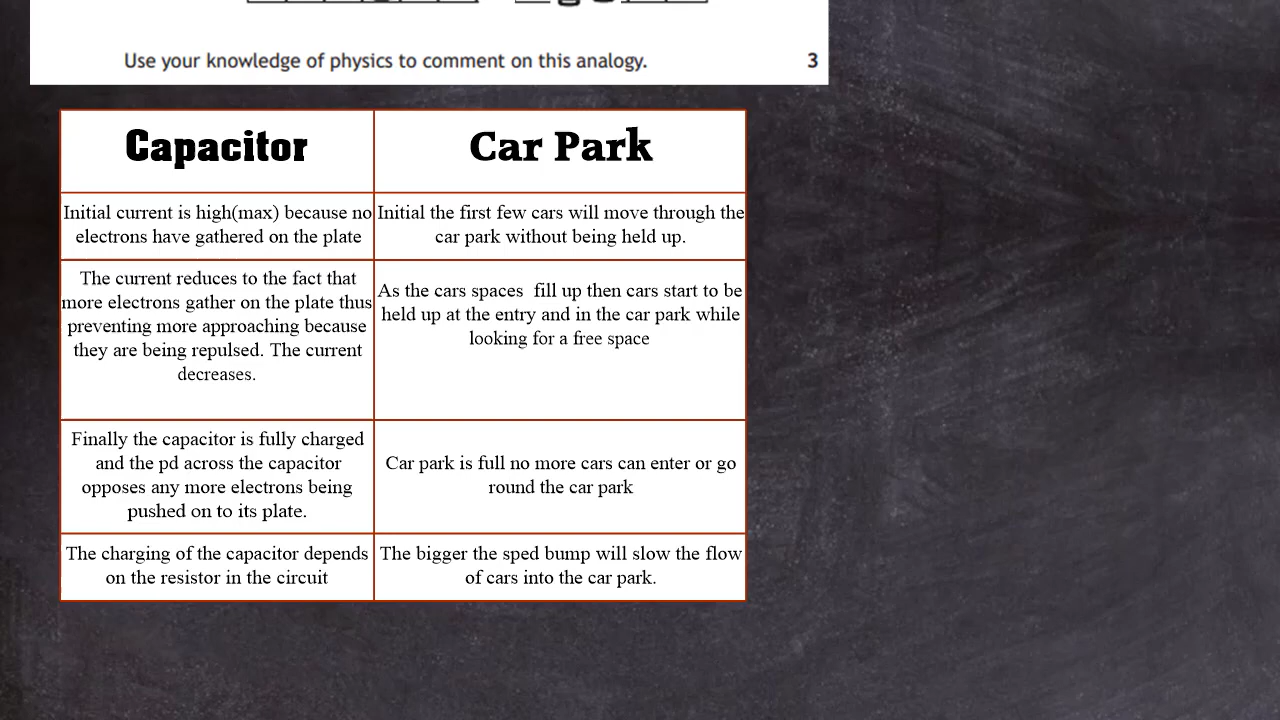 Use your knowledge of physics to comment on this analogy. 3
Capacitor
Car Park
Initial current is high(max) because no
electrons have gathered on the plate
Initial the first few cars will move through the
car park without being held up.
The current reduces to the fact that
more electrons gather on the plate thus
preventing more approaching because
they are being repulsed. The current
decreases.
As the cars spaces  fill up then cars start to be
held up at the entry and in the car park while
looking for a free space
Finally the capacitor is fully charged
and the pd across the capacitor
opposes any more electrons being
pushed on to its plate.
Car park is full no more cars can enter or go
round the car park
The charging of the capacitor depends
on the resistor in the circuit
The bigger the sped bump will slow the flow
of cars into the car park.